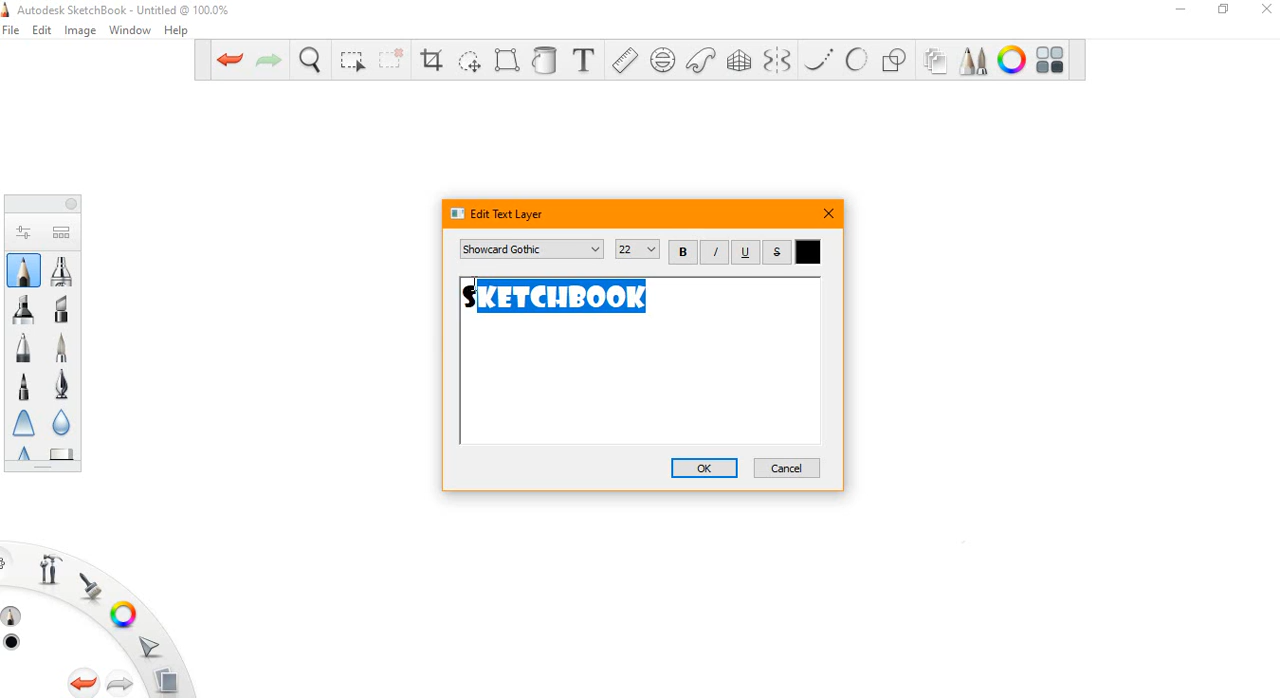 Autodesk SketchBook - Untitled @ 100.0%
File Edit Image Window Help
T
Edit Text Layer
Showcard Gothic 22 B I U S
SKETCHBOOK
OK Cancel